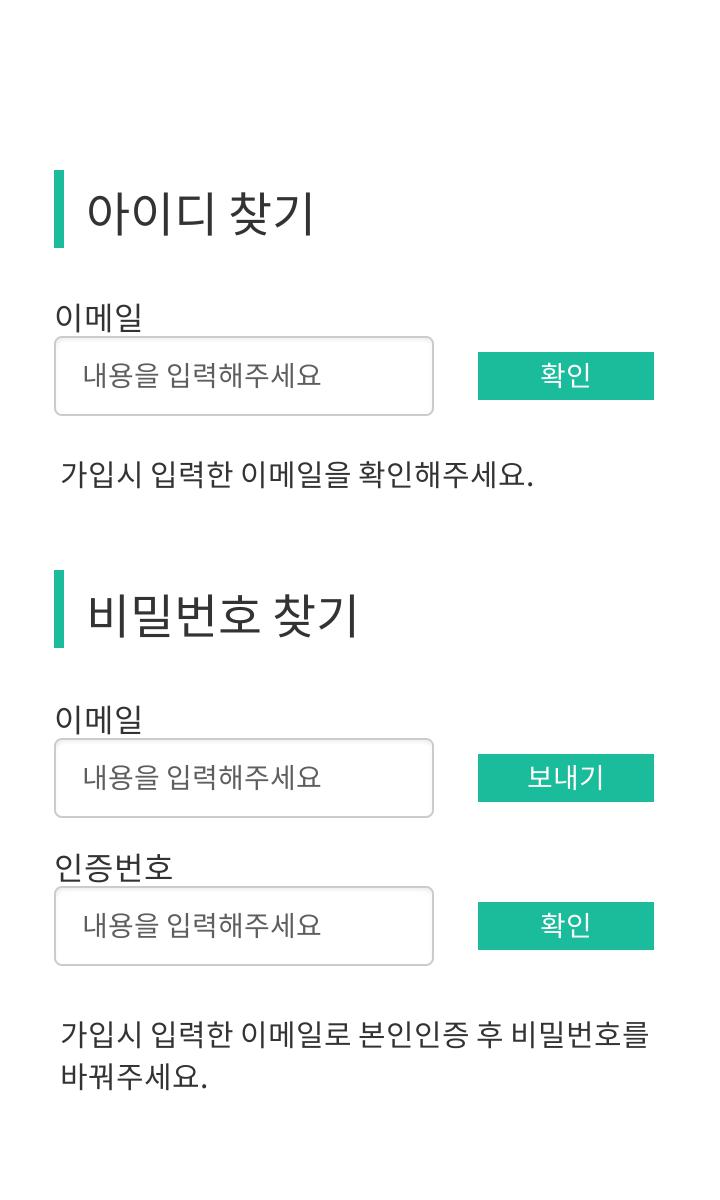 아이디 찾기
이메일
내용을 입력해주세요
확인
가입시 입력한 이메일을 확인해주세요.
비밀번호 찾기
이메일
내용을 입력해주세요
보내기
인증번호
내용을 입력해주세요
확인
가입시 입력한 이메일로 본인인증 후 비밀번호를
바꿔주세요.